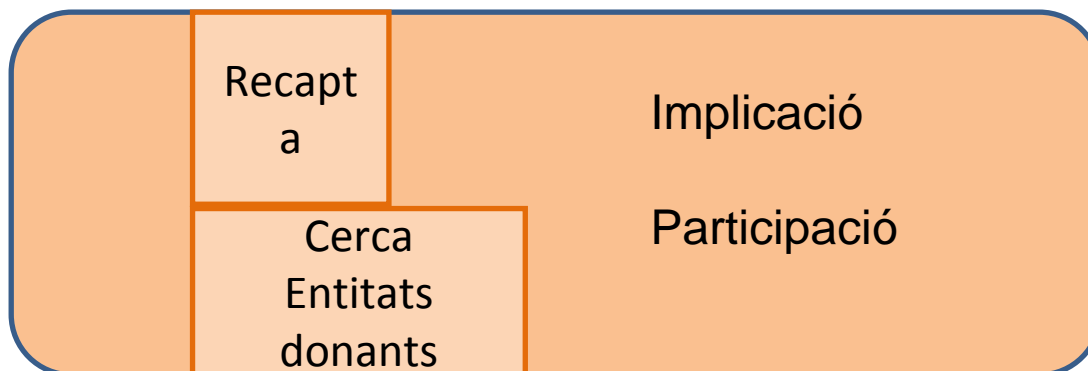 Recapt
a
Cerca
Entitats
donants
Implicació
Participació